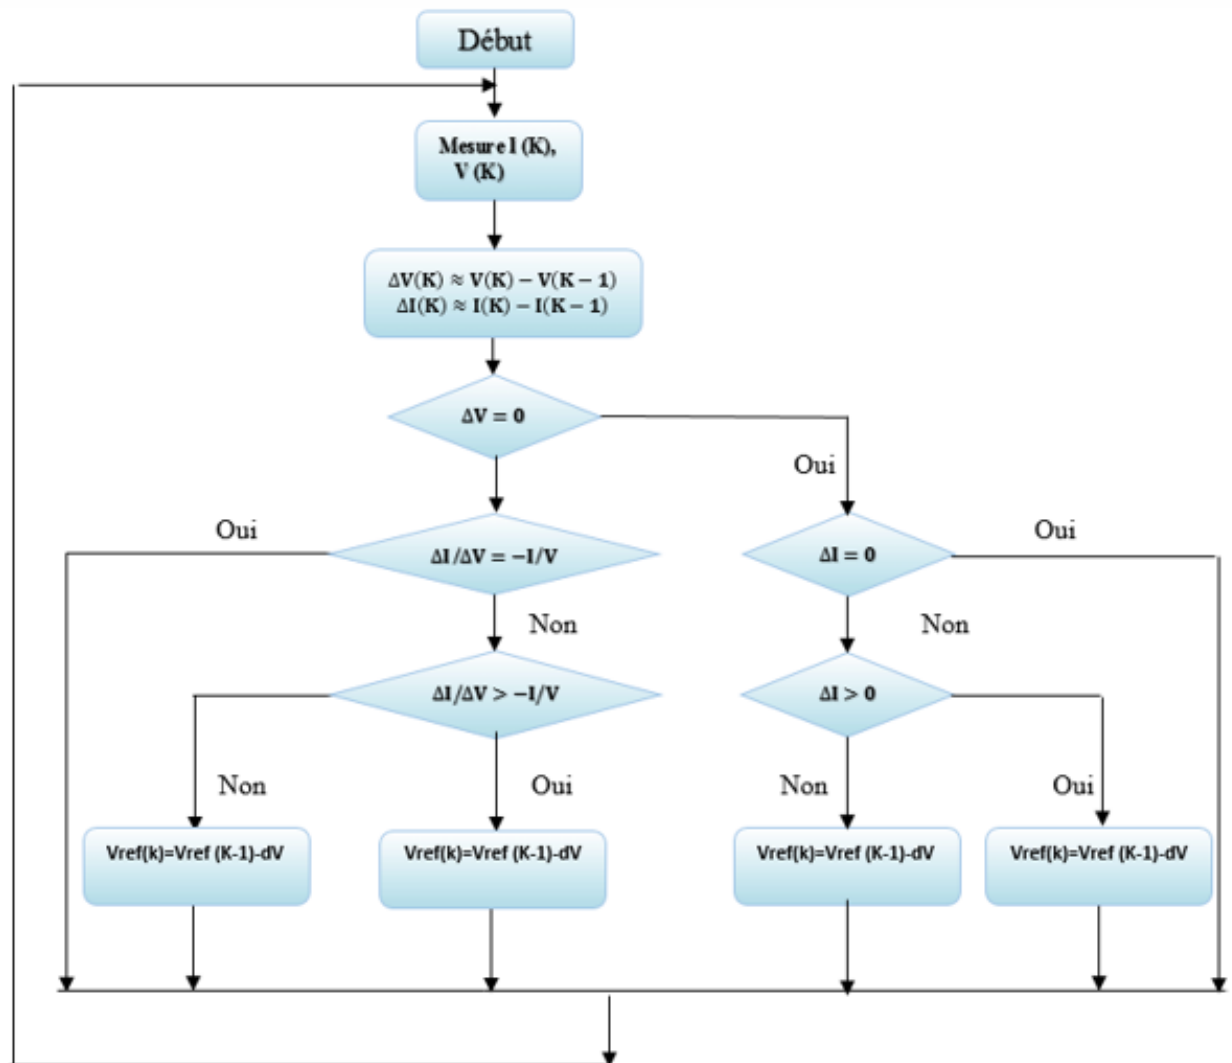 Début
Mesure I (K),
V (K)
ΔV(K) ≈ V(K) − V(K − 1)
ΔI(K) ≈ I(K) − I(K − 1)
ΔV = 0
Oui
Oui
ΔI/ΔV = −I/V
ΔI = 0
Oui
Non
Non
ΔI/ΔV > −I/V
ΔI > 0
Non
Oui
Non
Oui
Vref(k)=Vref (K-1)-dV
Vref(k)=Vref (K-1)-dV
Vref(k)=Vref (K-1)-dV
Vref(k)=Vref (K-1)-dV